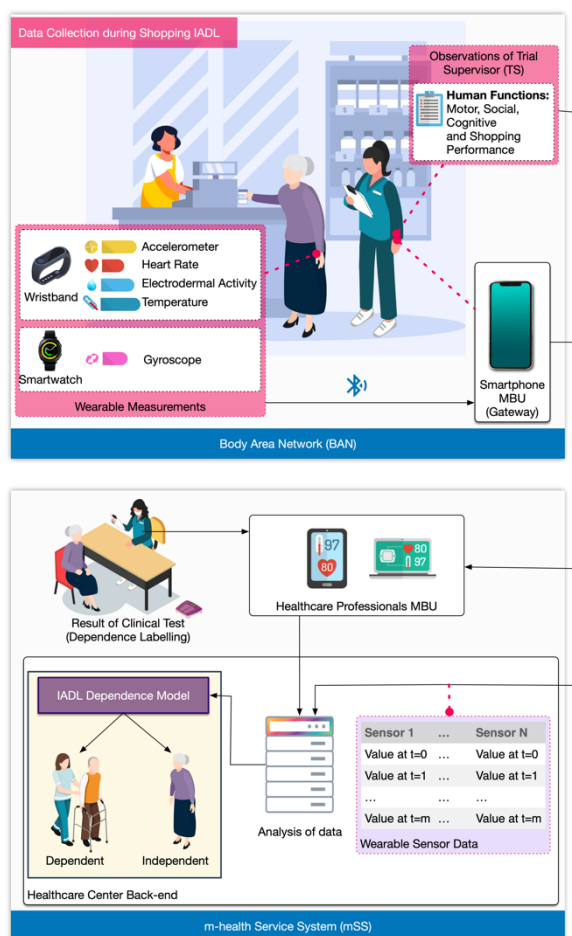 Data Collection during Shopping IADL
Observations of Trial
Supervisor (TS)
Human Functions:
Motor, Social,
Cognitive
and Shopping
Performance
Wristband
Accelerometer
Heart Rate
Electrodermal Activity
Temperature
Smartwatch
Gyroscope
Wearable Measurements
Smartphone
MBU
(Gateway)
Body Area Network (BAN)
Result of Clinical Test
(Dependence Labelling)
97
80
80
97
Healthcare Professionals MBU
IADL Dependence Model
Dependent
Independent
Analysis of data
Sensor 1 ... Sensor N
Value at t=0 ... Value at t=0
Value at t=1 ... Value at t=1
... ... ...
Value at t=m ... Value at t=m
Wearable Sensor Data
Healthcare Center Back-end
m-health Service System (mSS)